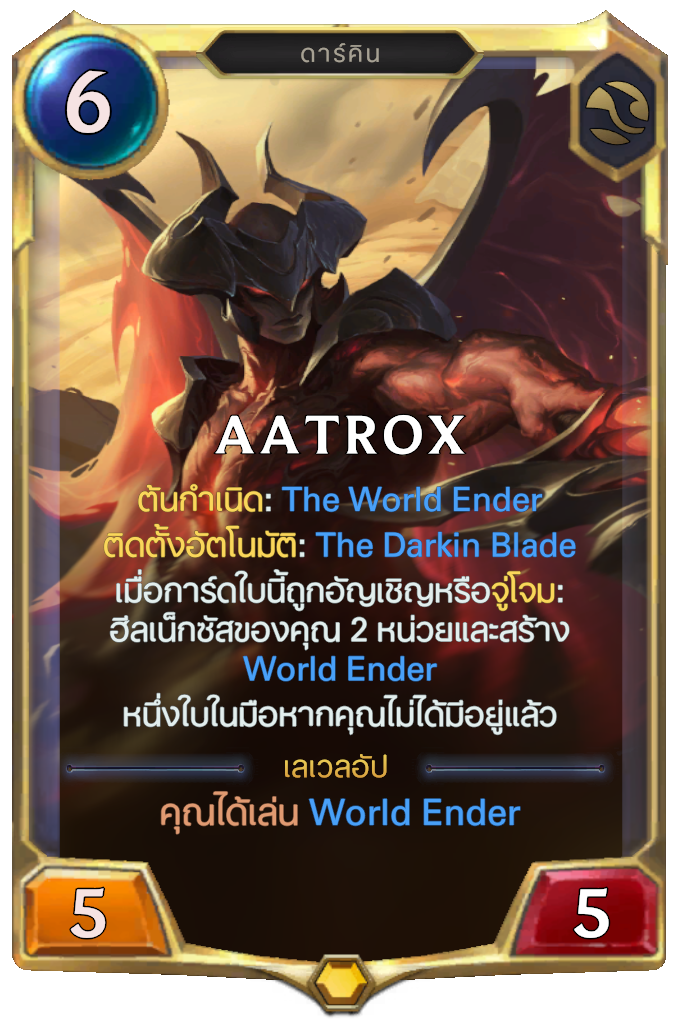 ดาร์คิน
6
AATROX
ต้นกำเนิด: The World Ender
ติดตั้งอัตโนมัติ: The Darkin Blade
เมื่อการ์ดใบนี้ถูกอัญเชิญหรือจู่โจม:
ฮีลเน็กซัสของคุณ 2 หน่วยและสร้าง
World Ender
หนึ่งใบในมือหากคุณไม่ได้มีอยู่แล้ว
เลเวลอัป
คุณได้เล่น World Ender
5
5